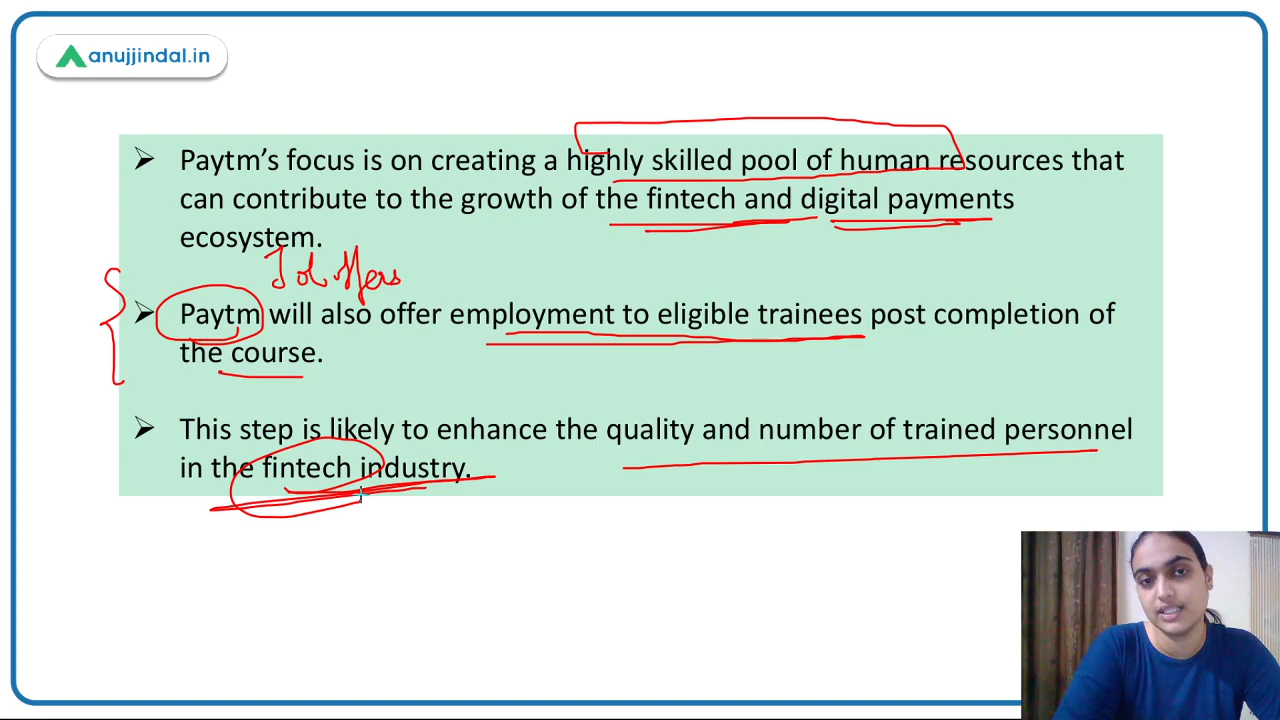 anujjindal.in
➤ Paytm’s focus is on creating a highly skilled pool of human resources that
can contribute to the growth of the fintech and digital payments
ecosystem.
Job offers
➤ Paytm will also offer employment to eligible trainees post completion of
the course.
➤ This step is likely to enhance the quality and number of trained personnel
in the fintech industry.